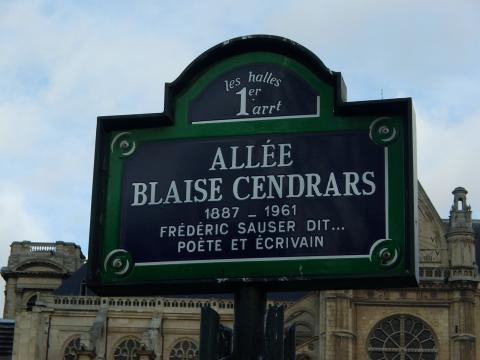 les halles
1er arrt
ALLÉE
BLAISE CENDRARS
1887 - 1961
FRÉDÉRIC SAUSER DIT...
POÈTE ET ÉCRIVAIN